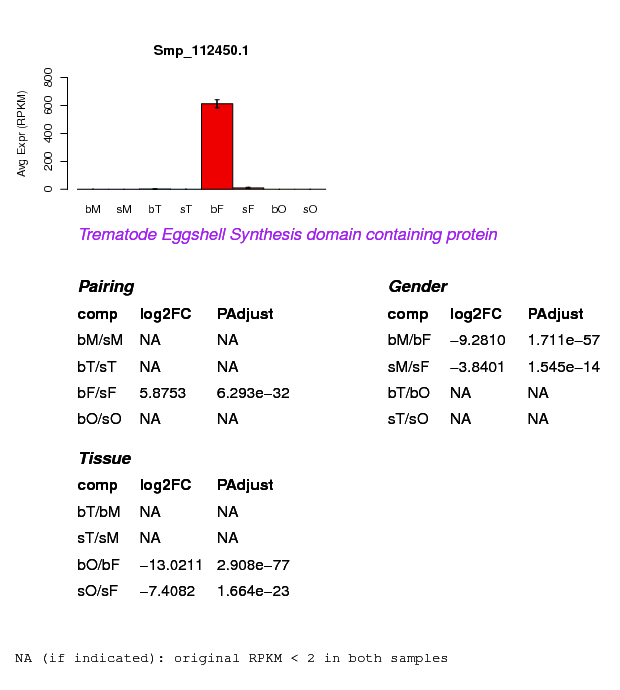 Smp_112450.1
Avg Expr (RPKM)
800
600
400
200
0
bM sM bT sT bF sF bO sO
Trematode Eggshell Synthesis domain containing protein
Pairing
comp log2FC PAdjust
bM/sM NA NA
bT/sT NA NA
bF/sF 5.8753 6.293e−32
bO/sO NA NA
Gender
comp log2FC PAdjust
bM/bF −9.2810 1.711e−57
sM/sF −3.8401 1.545e−14
bT/bO NA NA
sT/sO NA NA
Tissue
comp log2FC PAdjust
bT/bM NA NA
sT/sM NA NA
bO/bF −13.0211 2.908e−77
sO/sF −7.4082 1.664e−23
NA (if indicated): original RPKM < 2 in both samples